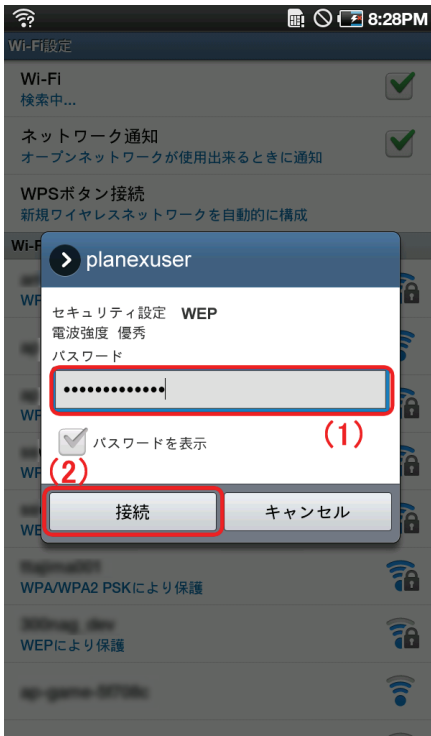 8:28PM
Wi-Fi設定
Wi-Fi
検索中...
ネットワーク通知
オープンネットワークが使用出来るときに通知
WPSボタン接続
新規ワイヤレスネットワークを自動的に構成
Wi-F
planexuser
WP
セキュリティ設定 WEP
電波強度 優秀
パスワード
•••••••••••••
WP
(1)
パスワードを表示
(2)
WP
接続 キャンセル
WE
WPA/WPA2 PSKにより保護
WEPにより保護